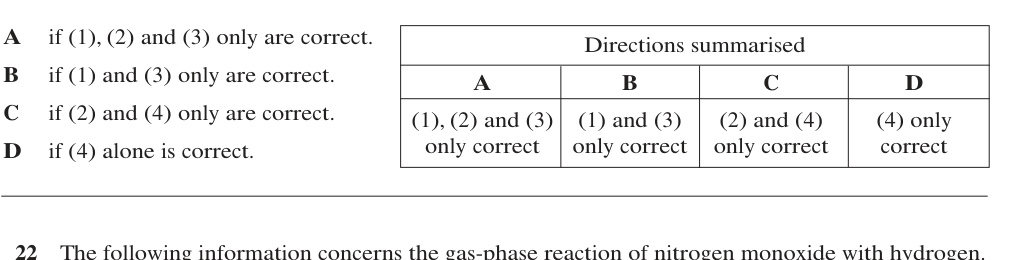 A if (1), (2) and (3) only are correct.
B if (1) and (3) only are correct.
C if (2) and (4) only are correct.
D if (4) alone is correct.
Directions summarised
A B C D
(1), (2) and (3) (1) and (3) (2) and (4) (4) only
only correct only correct only correct correct
22 The following information concerns the gas-phase reaction of nitrogen monoxide with hydrogen.